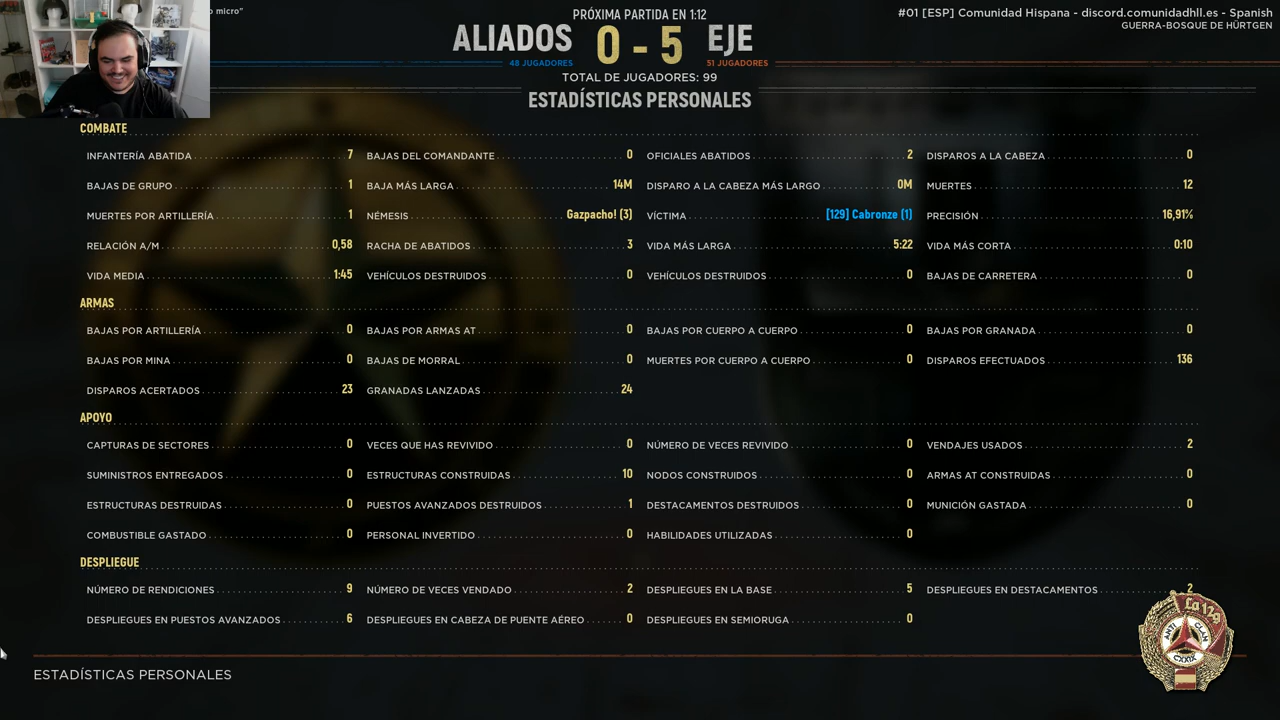 o micro"
PRÓXIMA PARTIDA EN 1:12
#01 [ESP] Comunidad Hispana - discord.comunidadhll.es - Spanish
GUERRA-BOSQUE DE HÜRTGEN
ALIADOS 0 - 5 EJE
48 JUGADORES 51 JUGADORES
TOTAL DE JUGADORES: 99
ESTADÍSTICAS PERSONALES
COMBATE
INFANTERÍA ABATIDA 7 BAJAS DEL COMANDANTE 0 OFICIALES ABATIDOS 2 DISPAROS A LA CABEZA 0
BAJAS DE GRUPO 1 BAJA MÁS LARGA 14M DISPARO A LA CABEZA MÁS LARGO 0M MUERTES 12
MUERTES POR ARTILLERÍA 1 NÉMESIS Gazpacho! (3) VÍCTIMA [129] Cabronze (1) PRECISIÓN 16,91%
RELACIÓN A/M 0,58 RACHA DE ABATIDOS 3 VIDA MÁS LARGA 5:22 VIDA MÁS CORTA 0:10
VIDA MEDIA 1:45 VEHÍCULOS DESTRUIDOS 0 VEHÍCULOS DESTRUIDOS 0 BAJAS DE CARRETERA 0
ARMAS
BAJAS POR ARTILLERÍA 0 BAJAS POR ARMAS AT 0 BAJAS POR CUERPO A CUERPO 0 BAJAS POR GRANADA 0
BAJAS POR MINA 0 BAJAS DE MORRAL 0 MUERTES POR CUERPO A CUERPO 0 DISPAROS EFECTUADOS 136
DISPAROS ACERTADOS 23 GRANADAS LANZADAS 24
APOYO
CAPTURAS DE SECTORES 0 VECES QUE HAS REVIVIDO 0 NÚMERO DE VECES REVIVIDO 0 VENDAJES USADOS 2
SUMINISTROS ENTREGADOS 0 ESTRUCTURAS CONSTRUIDAS 10 NODOS CONSTRUIDOS 0 ARMAS AT CONSTRUIDAS 0
ESTRUCTURAS DESTRUIDAS 0 PUESTOS AVANZADOS DESTRUIDOS 1 DESTACAMENTOS DESTRUIDOS 0 MUNICIÓN GASTADA 0
COMBUSTIBLE GASTADO 0 PERSONAL INVERTIDO 0 HABILIDADES UTILIZADAS 0
DESPLIEGUE
NÚMERO DE RENDICIONES 9 NÚMERO DE VECES VENDADO 2 DESPLIEGUES EN LA BASE 5 DESPLIEGUES EN DESTACAMENTOS 2
DESPLIEGUES EN PUESTOS AVANZADOS 6 DESPLIEGUES EN CABEZA DE PUENTE AÉREO 0 DESPLIEGUES EN SEMIORUGA 0
La 129
ANTI CLAN
CXXIX
ESTADÍSTICAS PERSONALES